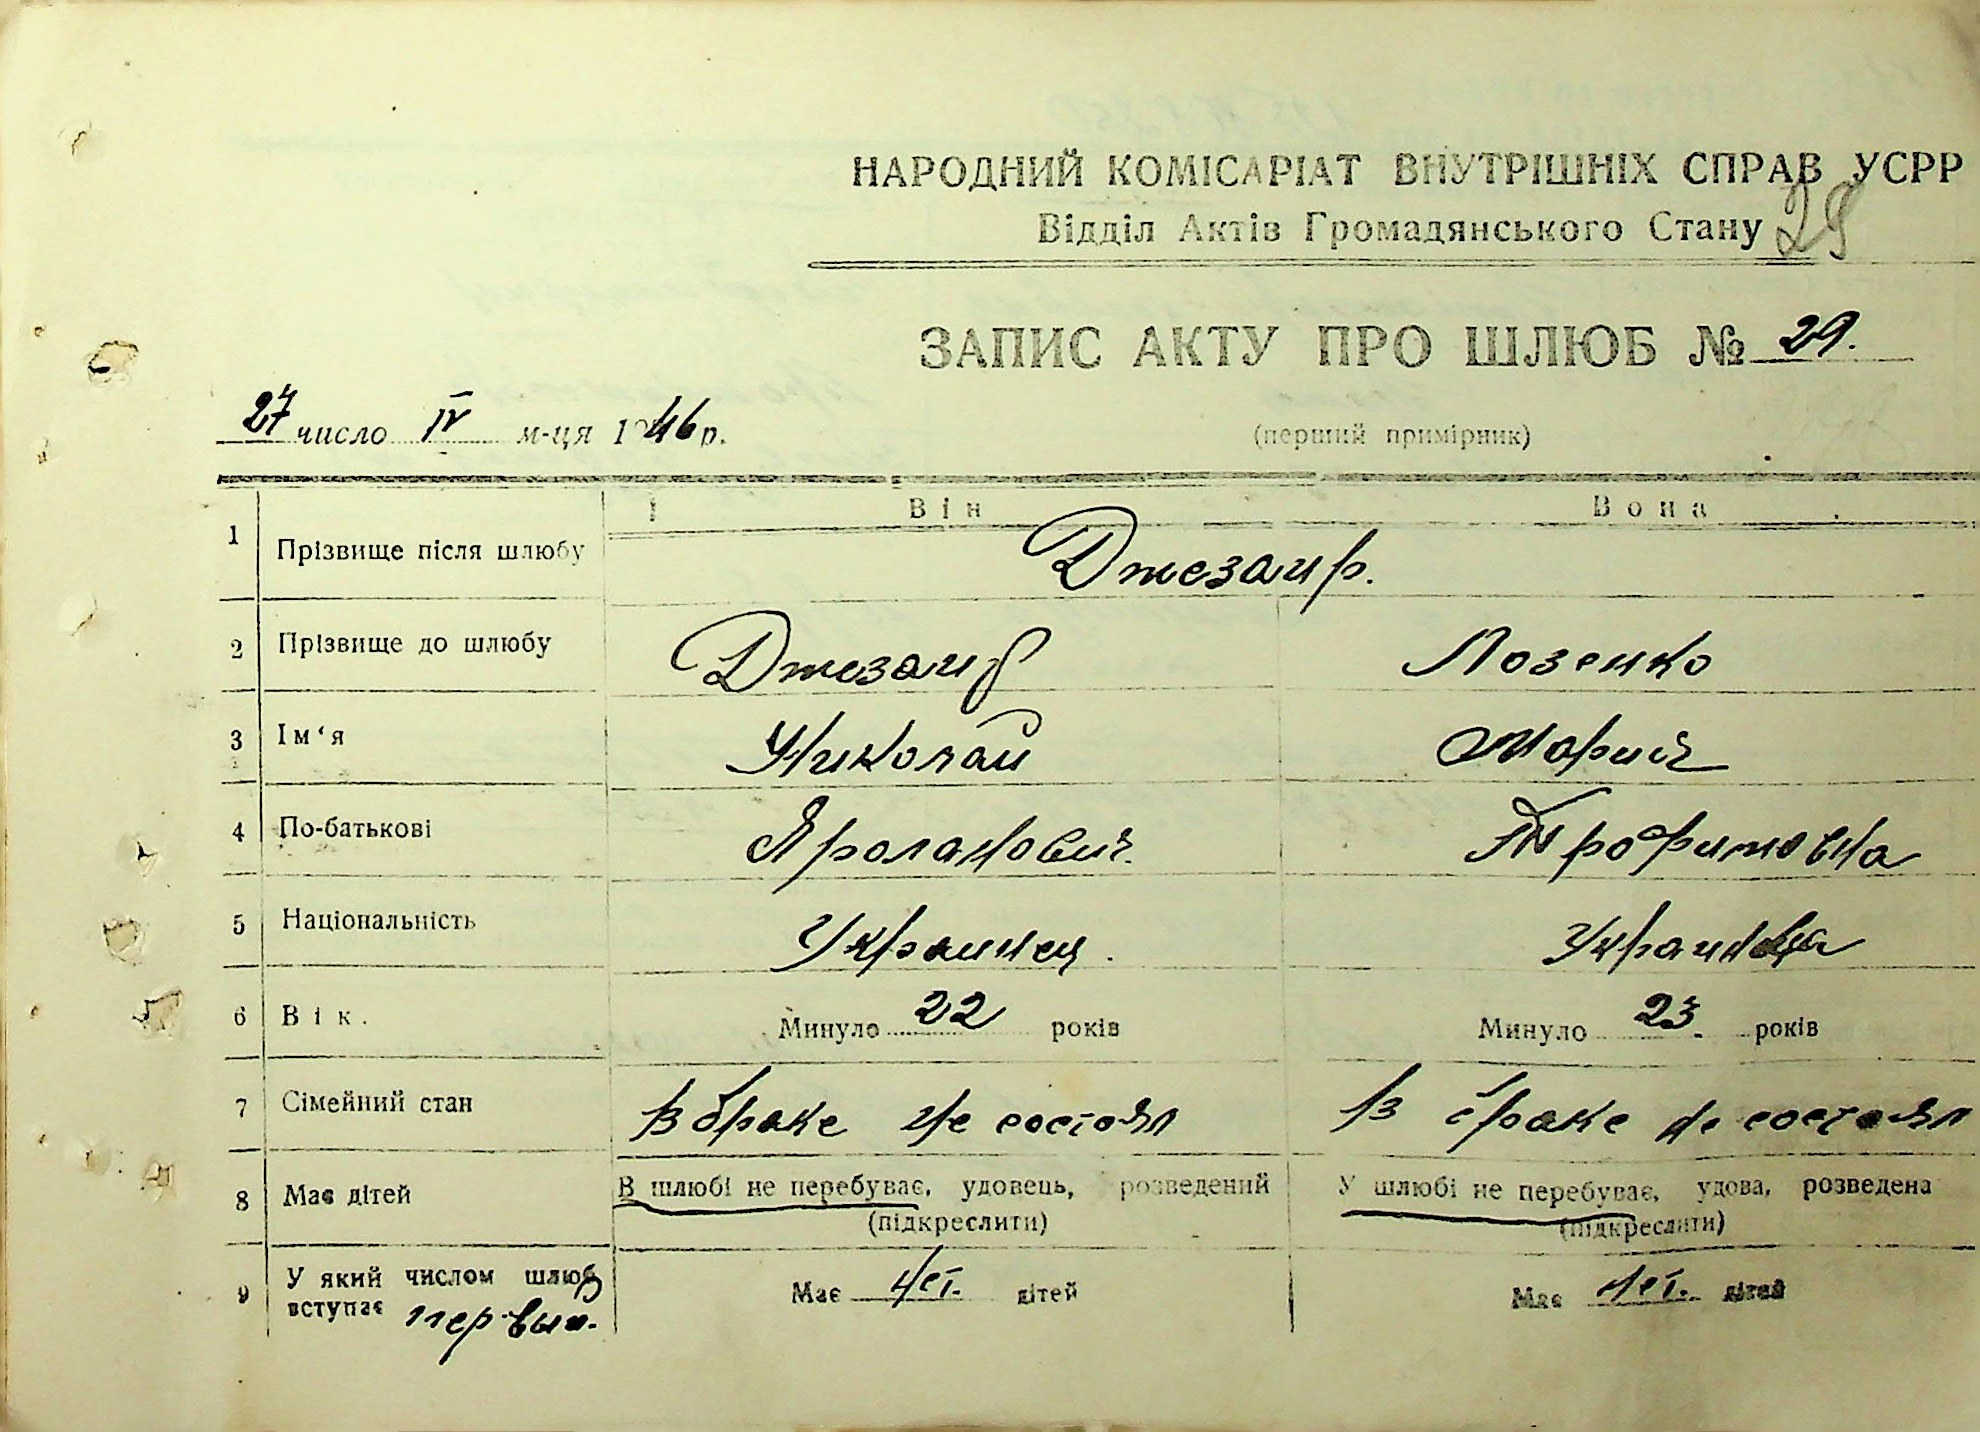 НАРОДНИЙ КОМІСАРІАТ ВНУТРІШНІХ СПРАВ УСРР
Відділ Актів Громадянського Стану 29
ЗАПИС АКТУ ПРО ШЛЮБ № 29.
27 число IV м-ця 1946 р.
(перший примірник)
Він Вона
1 Прізвище після шлюбу Джезаир.
2 Прізвище до шлюбу Джезаир Лозенко
3 Ім‘я Николай Мария
4 По-батькові Трофимовна
5 Національність Украинец. Украинка
6 Вік. Минуло 22 років Минуло 23. років
7 Сімейний стан В браке не состоял В браке не состоял
8 Має дітей В шлюбі не перебуває, удовець, розведений У шлюбі не перебуває, удова, розведена
(підкреслити) (підкреслити)
9 У який числом шлюб
вступає первый. Має нет. дітей Має нет. дітей